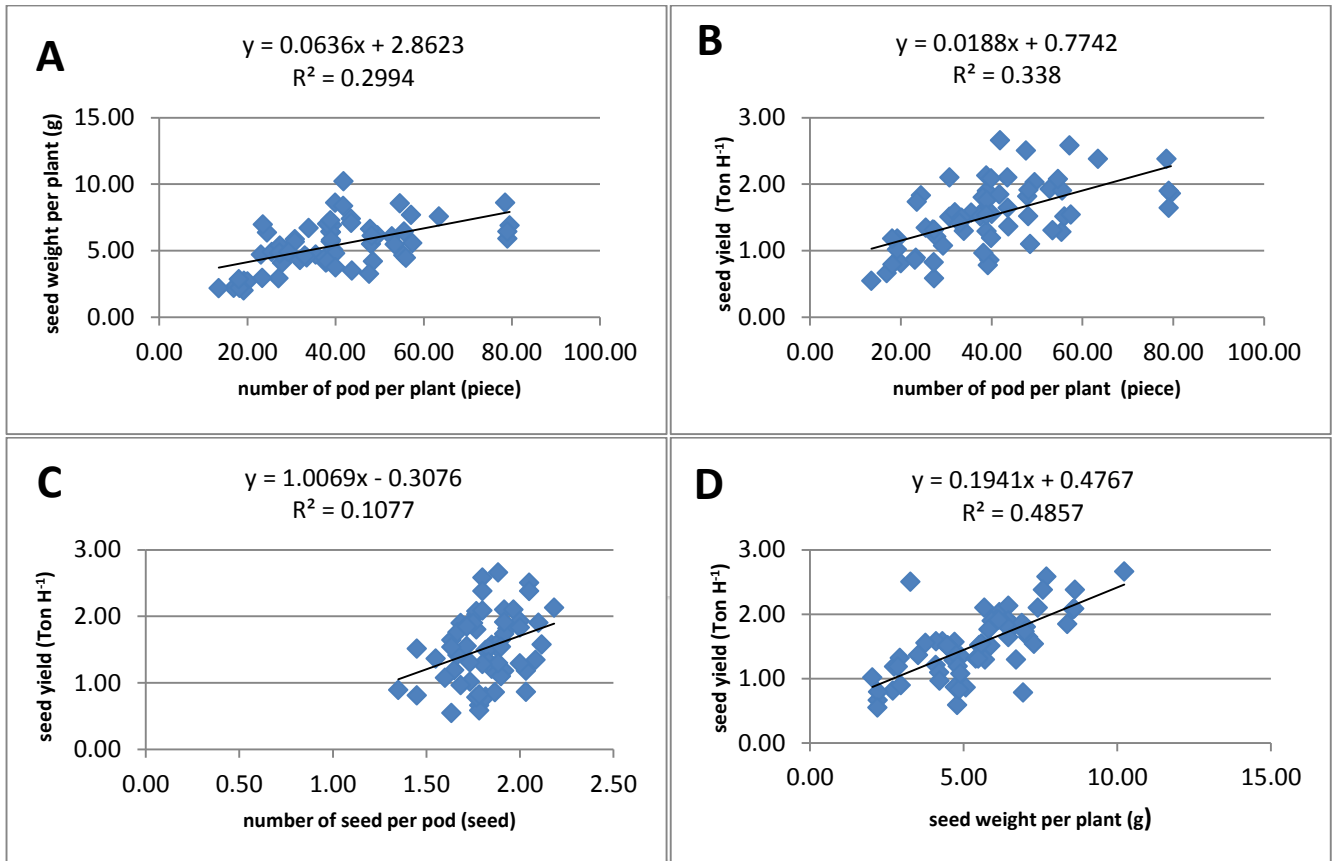 A
y = 0.0636x + 2.8623
R² = 0.2994
seed weight per plant (g)
15.00
10.00
5.00
0.00
0.00 20.00 40.00 60.00 80.00 100.00
number of pod per plant (piece)
B
y = 0.0188x + 0.7742
R² = 0.338
seed yield (Ton H⁻¹)
3.00
2.00
1.00
0.00
0.00 20.00 40.00 60.00 80.00 100.00
number of pod per plant (piece)
C
y = 1.0069x - 0.3076
R² = 0.1077
seed yield (Ton H⁻¹)
3.00
2.00
1.00
0.00
0.00 0.50 1.00 1.50 2.00 2.50
number of seed per pod (seed)
D
y = 0.1941x + 0.4767
R² = 0.4857
seed yield (Ton H⁻¹)
3.00
2.00
1.00
0.00
0.00 5.00 10.00 15.00
seed weight per plant (g)